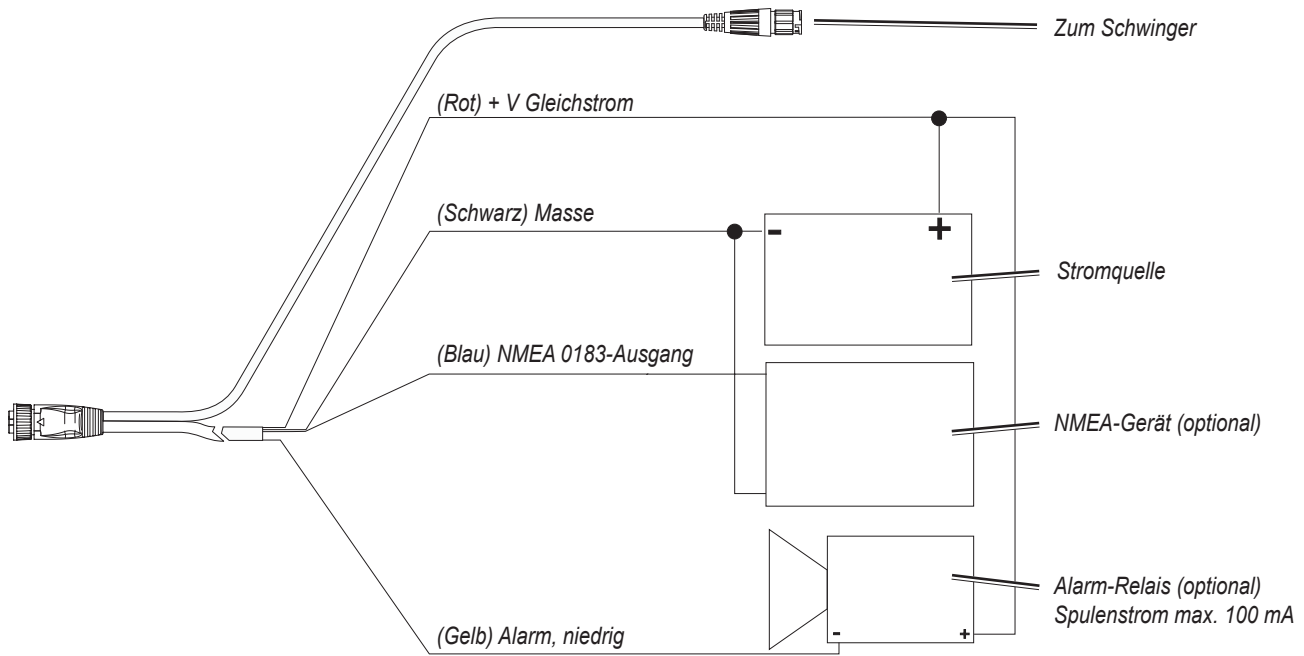 Zum Schwinger
(Rot) + V Gleichstrom
(Schwarz) Masse
- +
Stromquelle
(Blau) NMEA 0183-Ausgang
NMEA-Gerät (optional)
Alarm-Relais (optional)
Spulenstrom max. 100 mA
(Gelb) Alarm, niedrig
- +